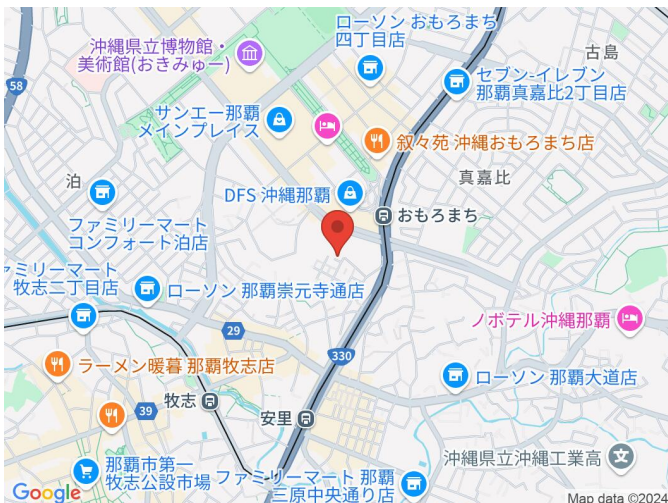 ローソン おもろまち
四丁目店
沖縄県立博物館・
美術館(おきみゅー)
古島
58
セブン-イレブン
那覇真嘉比2丁目店
サンエー那覇
メインプレイス
叙々苑 沖縄おもろまち店
泊
真嘉比
DFS 沖縄那覇
おもろまち
ファミリーマート
コンフォート泊店
ァミリーマート
牧志二丁目店
ローソン 那覇崇元寺通店
ノボテル沖縄那覇
29
330
ラーメン暖暮 那覇牧志店
ローソン 那覇大道店
牧志
39
安里
沖縄県立沖縄工業高
那覇市第一
牧志公設市場
ファミリーマート 那覇
三原中央通り店
Google
Map data ©2024